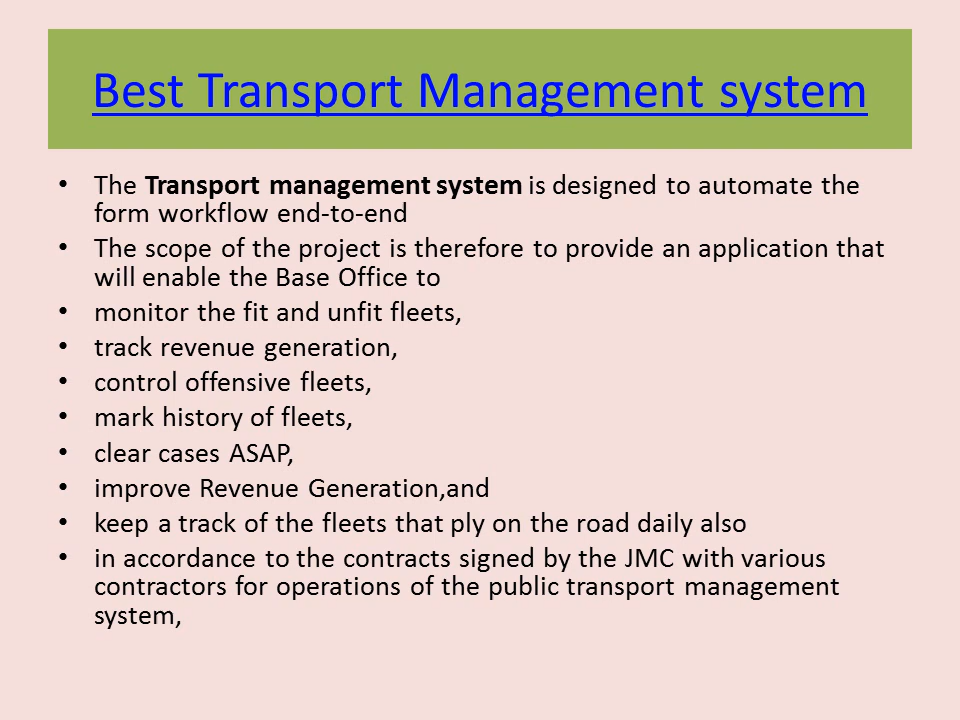 Best Transport Management system
• The Transport management system is designed to automate the
form workflow end-to-end
• The scope of the project is therefore to provide an application that
will enable the Base Office to
• monitor the fit and unfit fleets,
• track revenue generation,
• control offensive fleets,
• mark history of fleets,
• clear cases ASAP,
• improve Revenue Generation,and
• keep a track of the fleets that ply on the road daily also
• in accordance to the contracts signed by the JMC with various
contractors for operations of the public transport management
system,